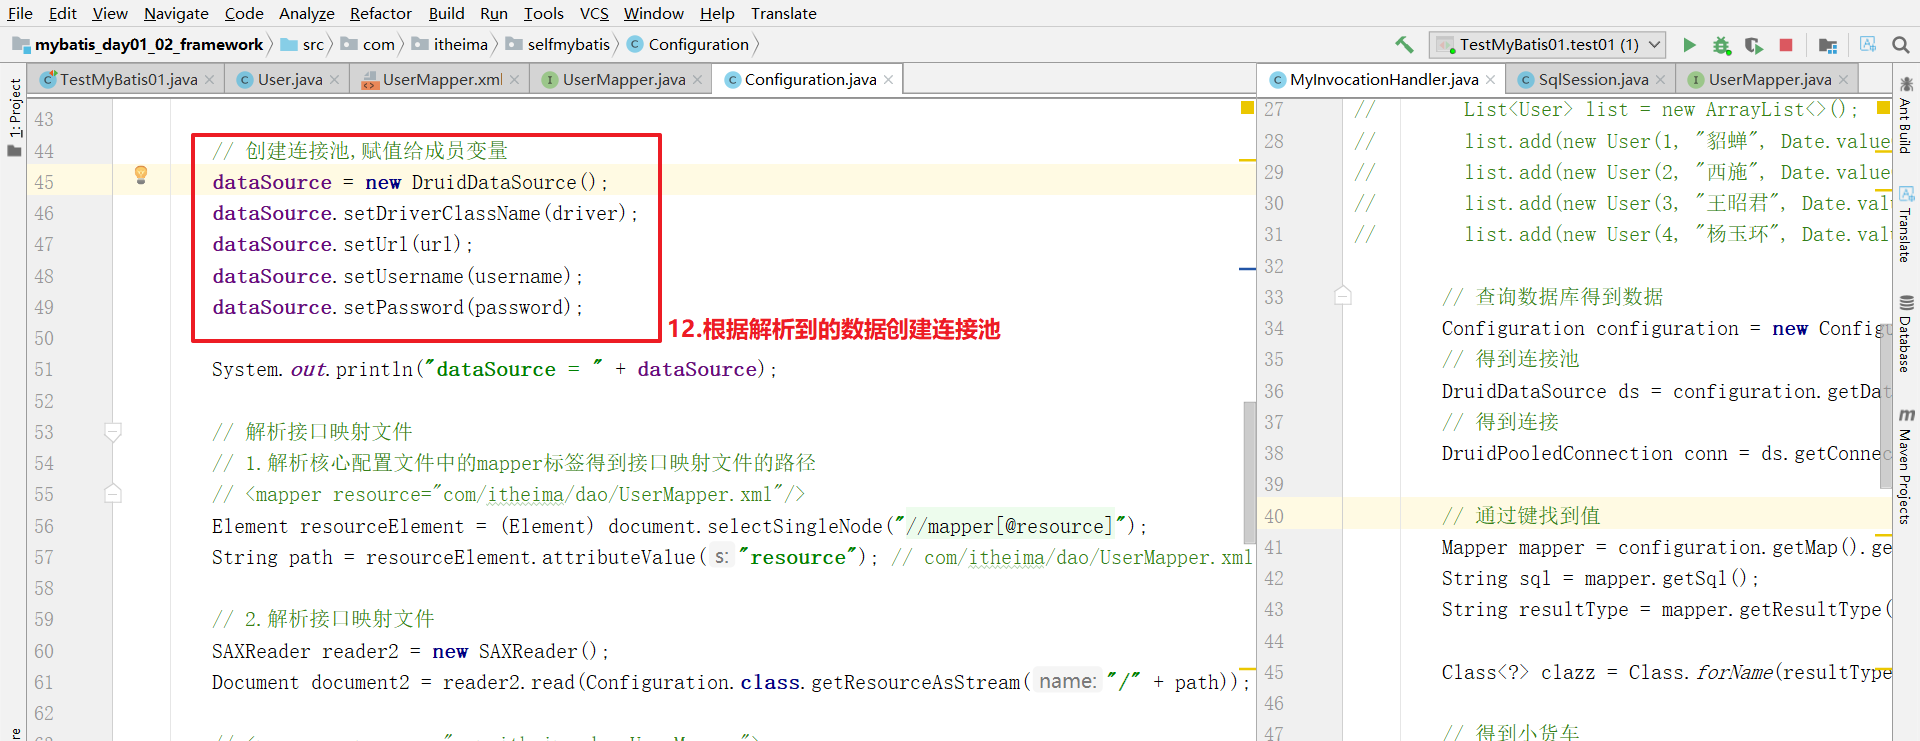 File Edit View Navigate Code Analyze Refactor Build Run Tools VCS Window Help Translate
mybatis_day01_02_framework src com itheima selfmybatis Configuration
TestMyBatis01.test01 (1)
TestMyBatis01.java User.java UserMapper.xml UserMapper.java Configuration.java
1: Project
43
44 // 创建连接池,赋值给成员变量
45 dataSource = new DruidDataSource();
46 dataSource.setDriverClassName(driver);
47 dataSource.setUrl(url);
48 dataSource.setUsername(username);
49 dataSource.setPassword(password);
12.根据解析到的数据创建连接池
50
51 System.out.println("dataSource = " + dataSource);
52
53 // 解析接口映射文件
54 // 1.解析核心配置文件中的mapper标签得到接口映射文件的路径
55 // <mapper resource="com/itheima/dao/UserMapper.xml"/>
56 Element resourceElement = (Element) document.selectSingleNode("//mapper[@resource]");
57 String path = resourceElement.attributeValue( s: "resource"); // com/itheima/dao/UserMapper.xml
58
59 // 2.解析接口映射文件
60 SAXReader reader2 = new SAXReader();
61 Document document2 = reader2.read(Configuration.class.getResourceAsStream( name: "/" + path));
62
MyInvocationHandler.java SqlSession.java UserMapper.java
27 // List<User> list = new ArrayList<>();
28 // list.add(new User(1, "貂蝉", Date.value
29 // list.add(new User(2, "西施", Date.value
30 // list.add(new User(3, "王昭君", Date.val
31 // list.add(new User(4, "杨玉环", Date.val
32
33 // 查询数据库得到数据
34 Configuration configuration = new Config
35 // 得到连接池
36 DruidDataSource ds = configuration.getDat
37 // 得到连接
38 DruidPooledConnection conn = ds.getConnec
39
40 // 通过键找到值
41 Mapper mapper = configuration.getMap().ge
42 String sql = mapper.getSql();
43 String resultType = mapper.getResultType(
44
45 Class<?> clazz = Class.forName(resultType
46
47 // 得到小货车
Ant Build
Translate
Database
Maven Projects